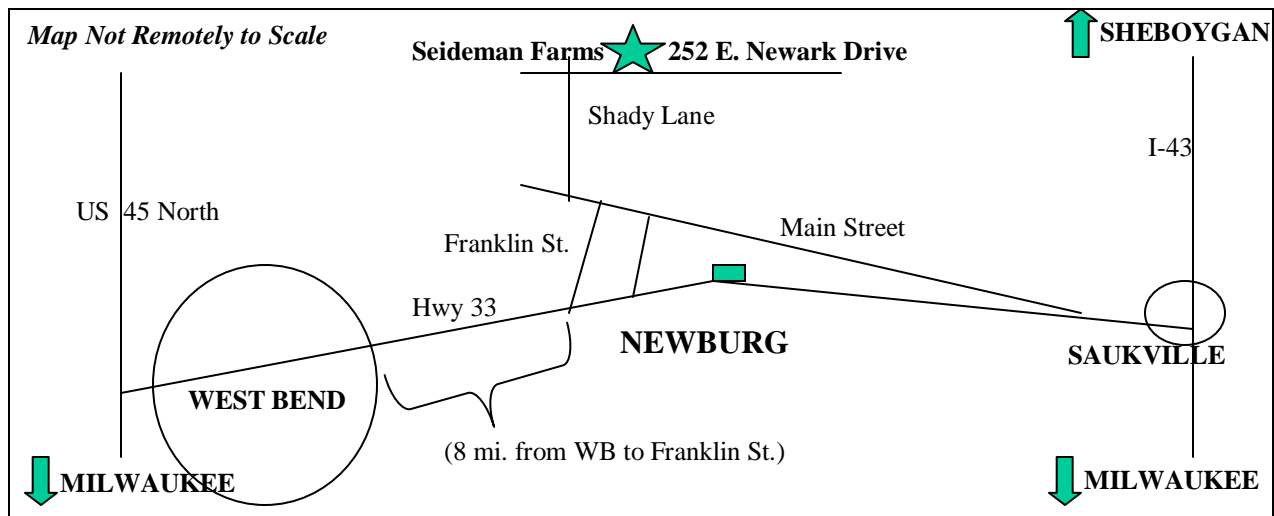 Map Not Remotely to Scale
SHEBOYGAN
Seideman Farms 252 E. Newark Drive
Shady Lane
I-43
US 45 North
Main Street
Franklin St.
Hwy 33
NEWBURG
SAUKVILLE
WEST BEND
(8 mi. from WB to Franklin St.)
MILWAUKEE
MILWAUKEE